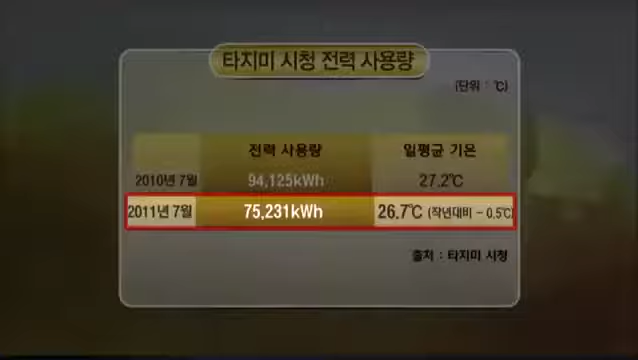 타지미 시청 전력 사용량
(단위 : ℃)
전력 사용량 일평균 기온
2010년 7월 94,125kWh 27.2℃
2011년 7월 75,231kWh 26.7℃ (작년대비 - 0.5℃)
출처 : 타지미 시청